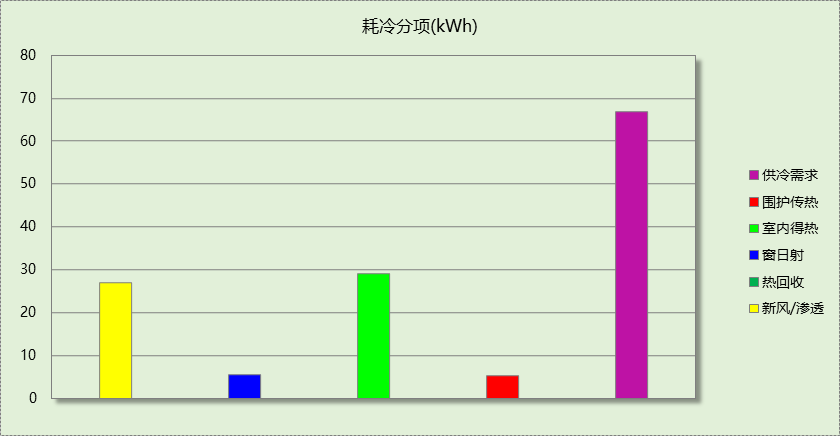 耗冷分项(kWh)
80
70
60
50
40
30
20
10
0
供冷需求
围护传热
室内得热
窗日射
热回收
新风/渗透